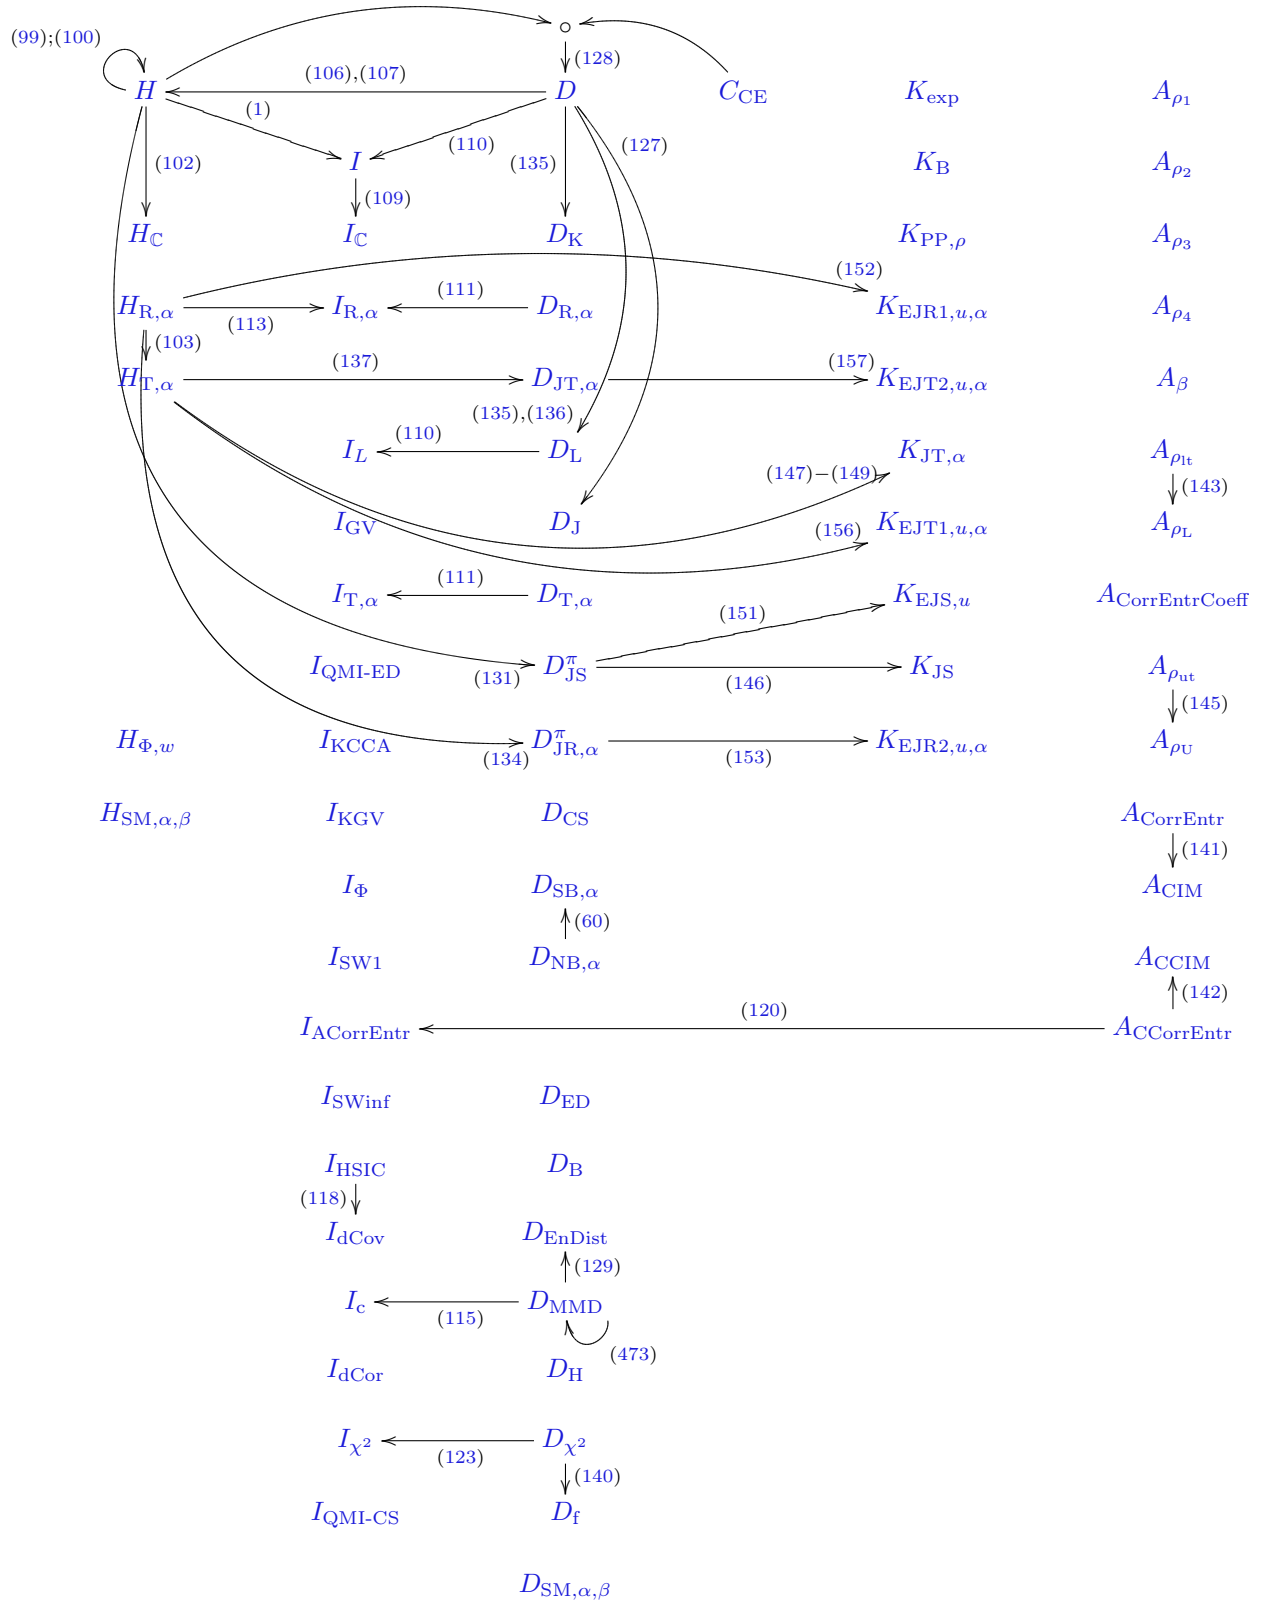 (99);(100)
∘
(128)
H (106),(107) D C_CE K_exp A_ρ₁
(1)
(102) I (110) (135) (127) K_B A_ρ₂
(109)
H_ℂ I_ℂ D_K K_PP,ρ A_ρ₃
(152)
H_R,α I_R,α (111) D_R,α K_EJR1,u,α A_ρ₄
(113)
(103)
(137) (157)
H_T,α D_JT,α K_EJT2,u,α A_β
(135),(136)
I_L (110) D_L K_JT,α A_ρ_lt
(147)−(149) (143)
I_GV D_J (156) K_EJT1,u,α A_ρ_L
I_T,α (111) D_T,α K_EJS,u A_CorrEntrCoeff
(151)
I_QMI-ED (131) D^π_JS (146) K_JS A_ρ_ut
(145)
H_Φ,w I_KCCA (134) D^π_JR,α (153) K_EJR2,u,α A_ρ_U
H_SM,α,β I_KGV D_CS A_CorrEntr
(141)
I_Φ D_SB,α A_CIM
(60)
I_SW1 D_NB,α A_CCIM
(142)
(120)
I_ACorrEntr A_CCorrEntr
I_SWinf D_ED
I_HSIC D_B
(118)
I_dCov D_EnDist
(129)
I_c (115) D_MMD
(473)
I_dCor D_H
I_χ² (123) D_χ²
(140)
I_QMI-CS D_f
D_SM,α,β